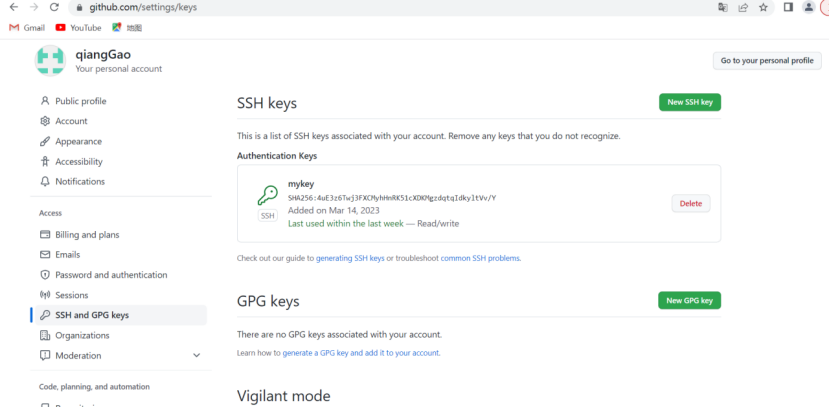 github.com/settings/keys
Gmail YouTube 地图
qiangGao
Your personal account
Go to your personal profile
Public profile
Account
Appearance
Accessibility
Notifications
Access
Billing and plans
Emails
Password and authentication
Sessions
SSH and GPG keys
Organizations
Moderation
Code, planning, and automation
SSH keys
New SSH key
This is a list of SSH keys associated with your account. Remove any keys that you do not recognize.
Authentication Keys
mykey
SHA256:4uE3z6Twj3FXCMyhHnRK51cXDKMgzdqtqIdkyltVv/Y
SSH
Added on Mar 14, 2023
Last used within the last week — Read/write
Delete
Check out our guide to generating SSH keys or troubleshoot common SSH problems.
GPG keys
New GPG key
There are no GPG keys associated with your account.
Learn how to generate a GPG key and add it to your account.
Vigilant mode